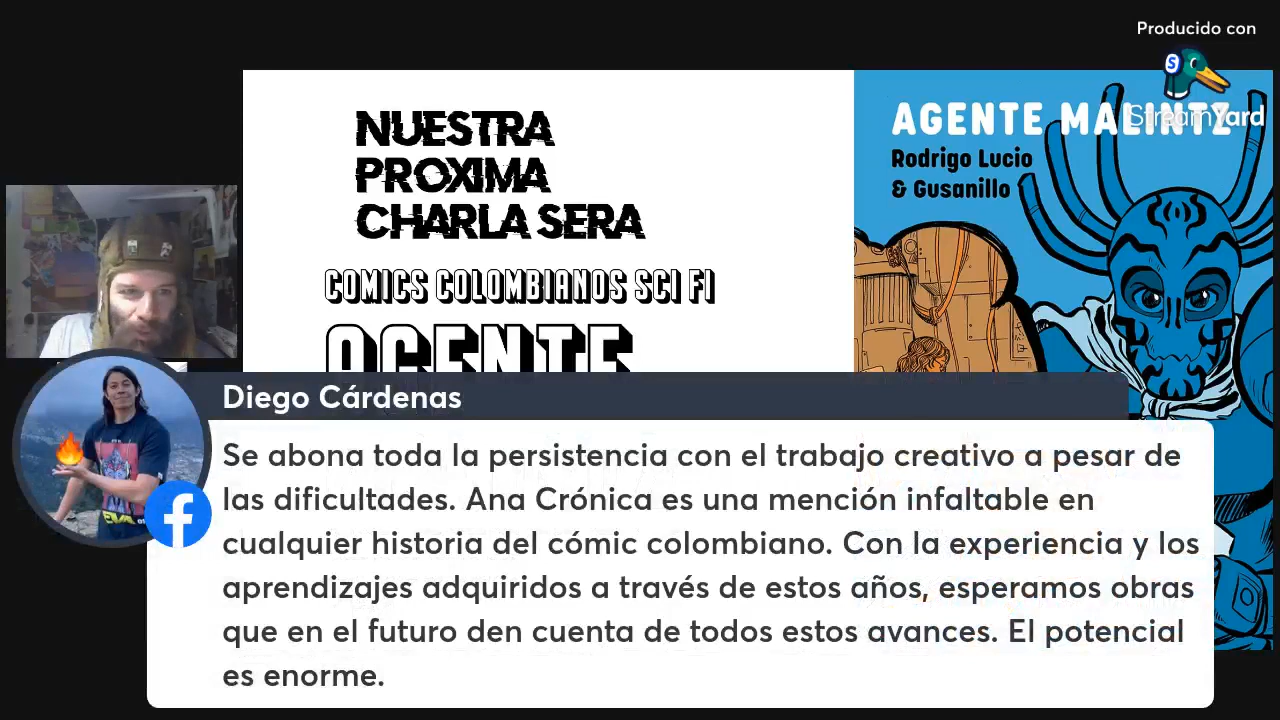 Producido con
StreamYard
NUESTRA
PROXIMA
CHARLA SERA
COMICS COLOMBIANOS SCI FI
AGENTE
AGENTE MALINTZ
Rodrigo Lucio
& Gusanillo
Diego Cárdenas
Se abona toda la persistencia con el trabajo creativo a pesar de
las dificultades. Ana Crónica es una mención infaltable en
cualquier historia del cómic colombiano. Con la experiencia y los
aprendizajes adquiridos a través de estos años, esperamos obras
que en el futuro den cuenta de todos estos avances. El potencial
es enorme.